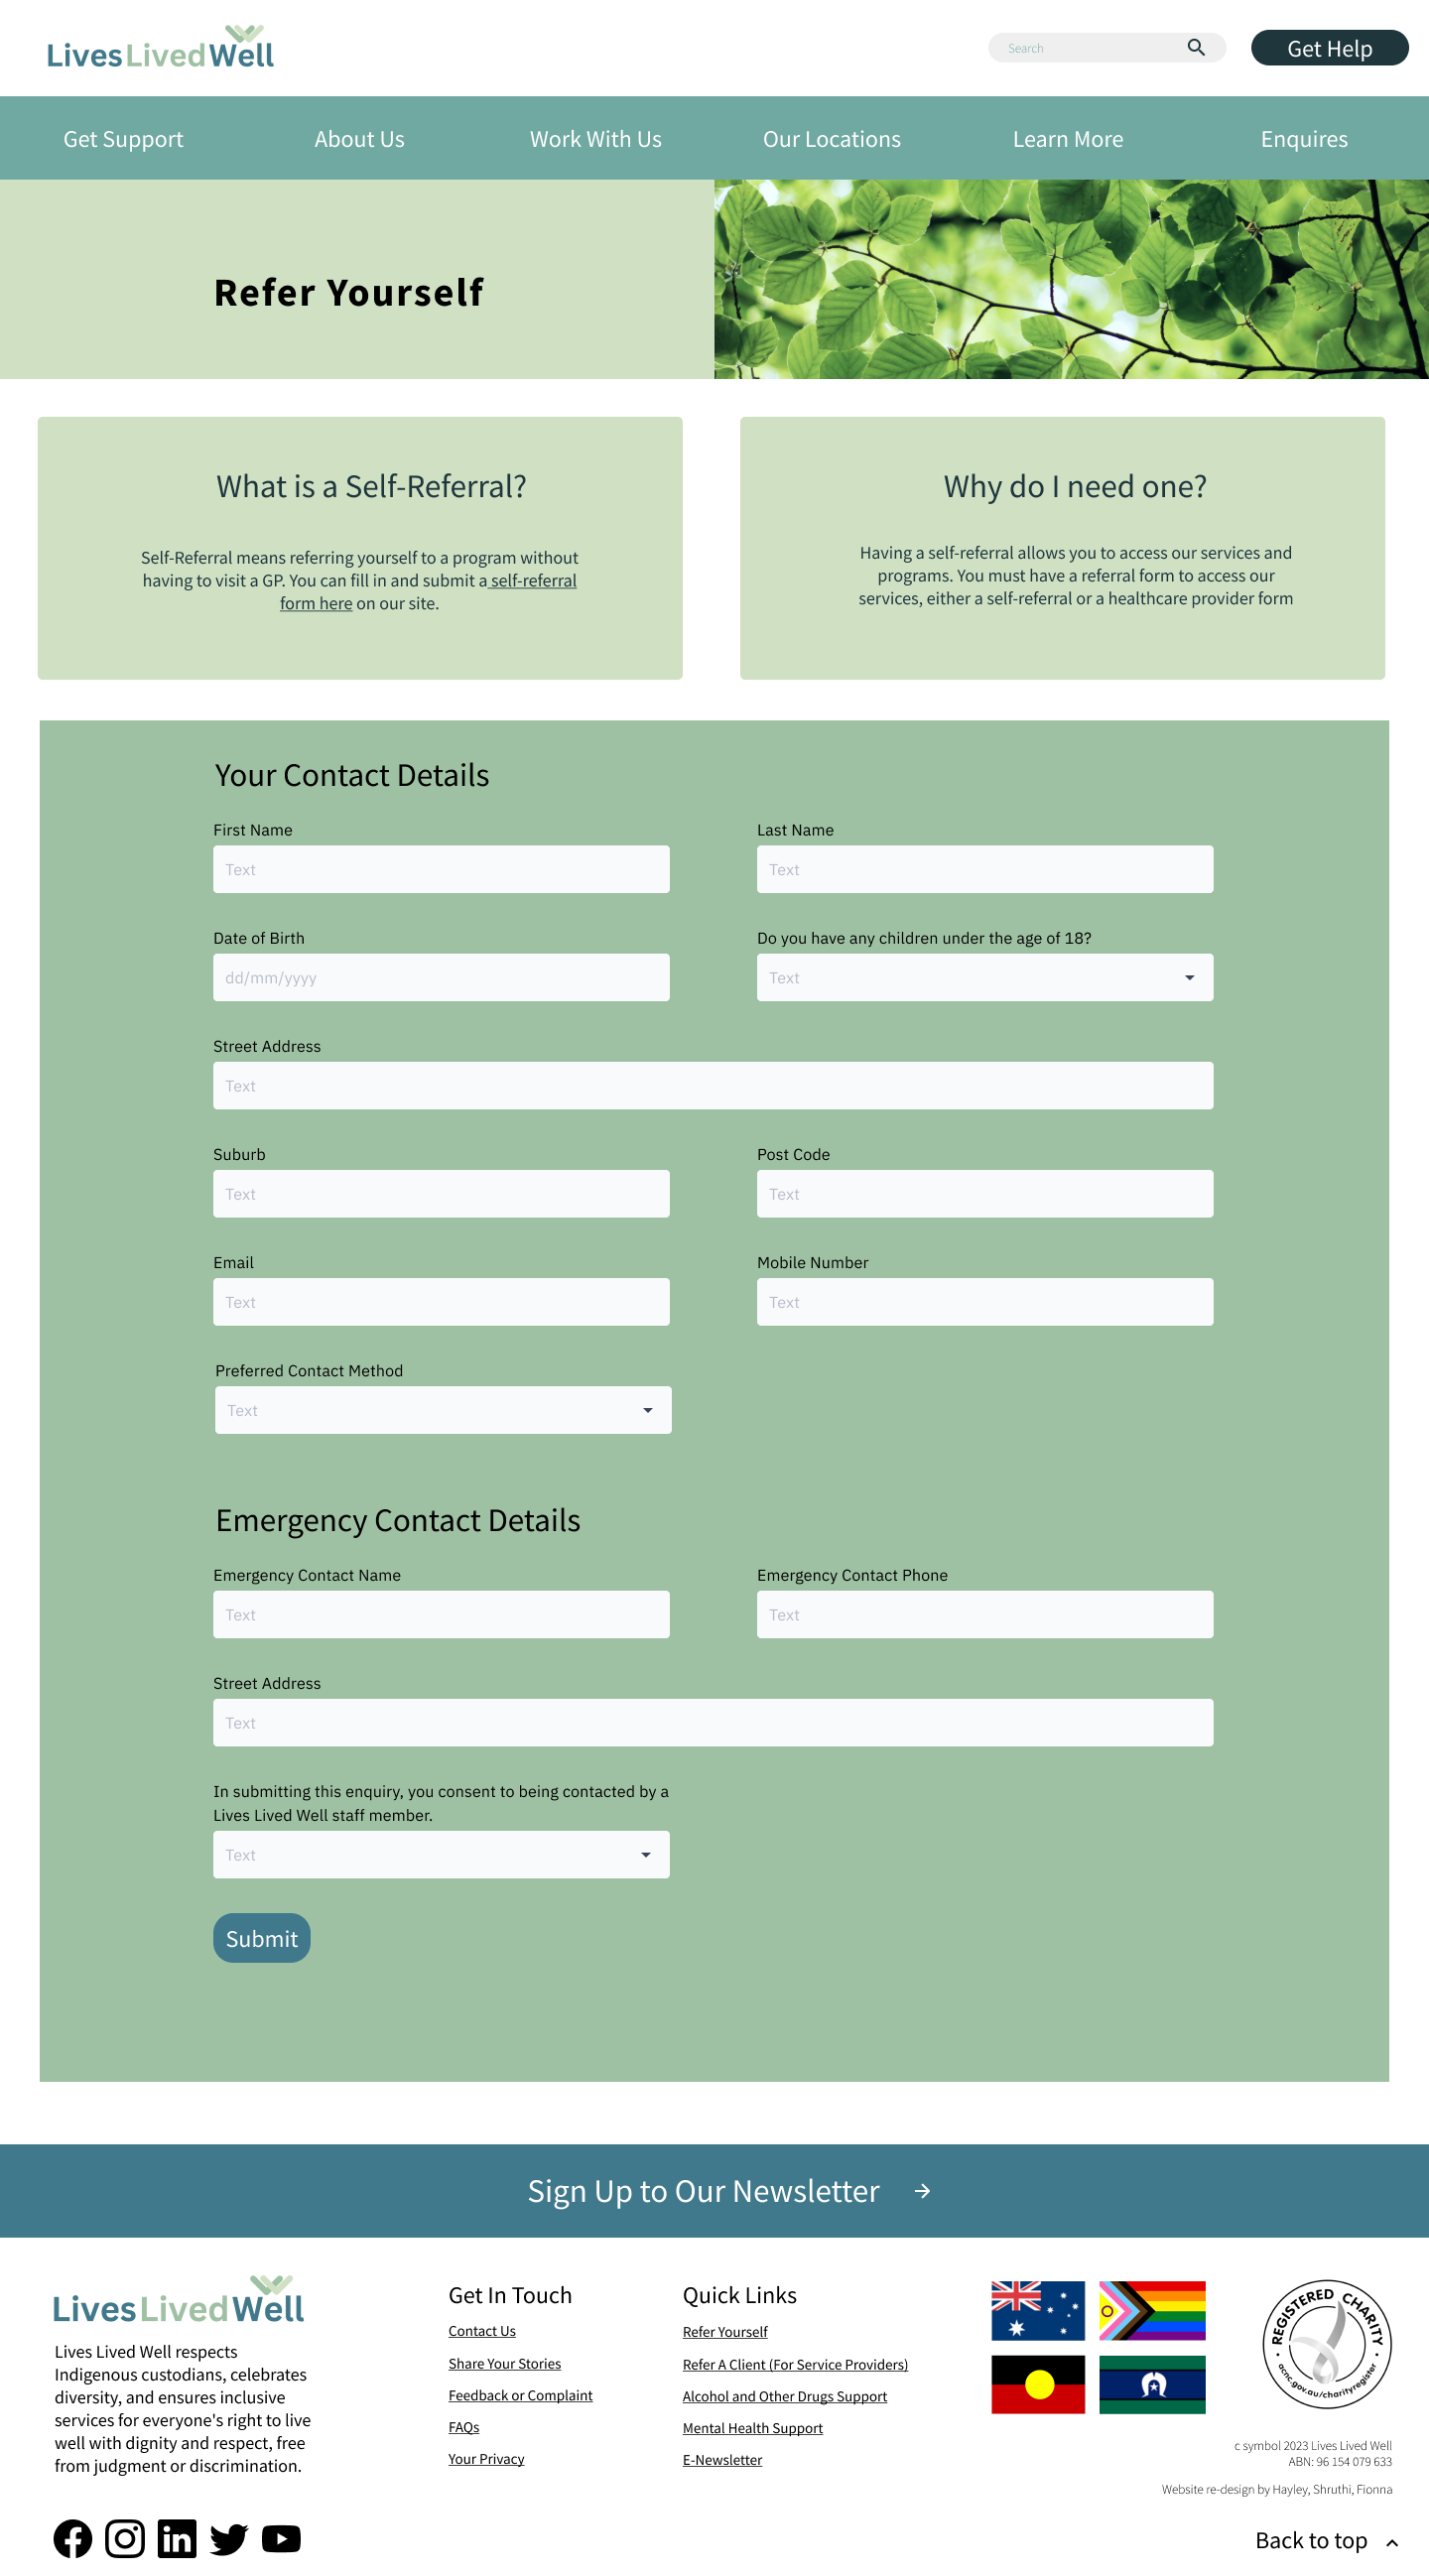 Lives Lived Well
Search
Get Help
Get Support
About Us
Work With Us
Our Locations
Learn More
Enquires
Refer Yourself
What is a Self-Referral?
Self-Referral means referring yourself to a program without
having to visit a GP. You can fill in and submit a self-referral
form here on our site.
Why do I need one?
Having a self-referral allows you to access our services and
programs. You must have a referral form to access our
services, either a self-referral or a healthcare provider form
Your Contact Details
First Name
Text
Last Name
Text
Date of Birth
dd/mm/yyyy
Do you have any children under the age of 18?
Text
Street Address
Text
Suburb
Text
Post Code
Text
Email
Text
Mobile Number
Text
Preferred Contact Method
Text
Emergency Contact Details
Emergency Contact Name
Text
Emergency Contact Phone
Text
Street Address
Text
In submitting this enquiry, you consent to being contacted by a
Lives Lived Well staff member.
Text
Submit
Sign Up to Our Newsletter
Lives Lived Well
Lives Lived Well respects
Indigenous custodians, celebrates
diversity, and ensures inclusive
services for everyone's right to live
well with dignity and respect, free
from judgment or discrimination.
Get In Touch
Contact Us
Share Your Stories
Feedback or Complaint
FAQs
Your Privacy
Quick Links
Refer Yourself
Refer A Client (For Service Providers)
Alcohol and Other Drugs Support
Mental Health Support
E-Newsletter
REGISTERED CHARITY
acnc.gov.au/charityregister
c symbol 2023 Lives Lived Well
ABN: 96 154 079 633
Website re-design by Hayley, Shruthi, Fionna
Back to top